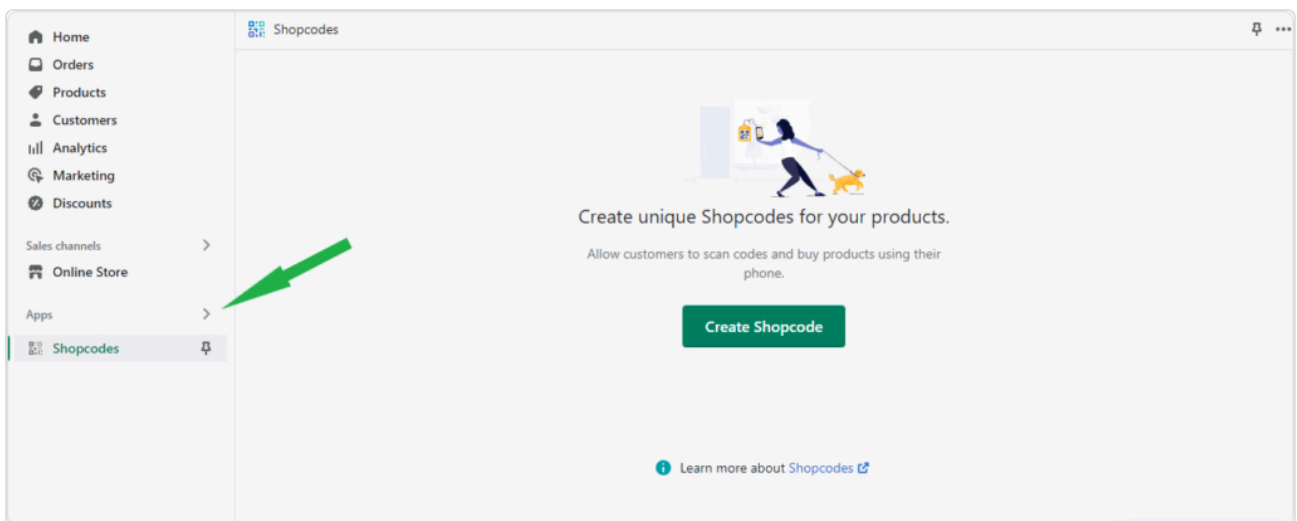 Home
Orders
Products
Customers
Analytics
Marketing
Discounts
Sales channels
Online Store
Apps
Shopcodes
Shopcodes
Create unique Shopcodes for your products.
Allow customers to scan codes and buy products using their
phone.
Create Shopcode
Learn more about Shopcodes